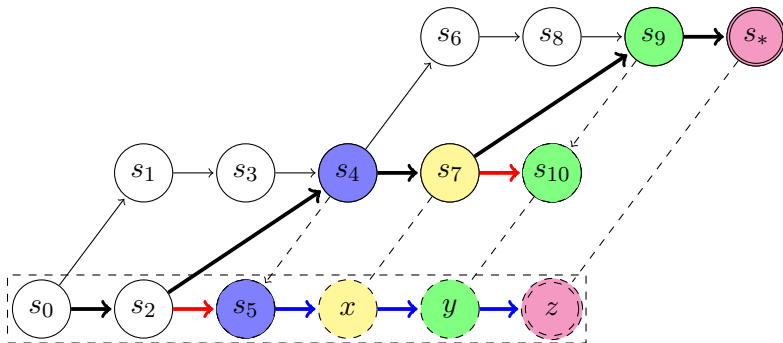 s₆ s₈ s₉ s∗
s₁ s₃ s₄ s₇ s₁₀
s₀ s₂ s₅ x y z